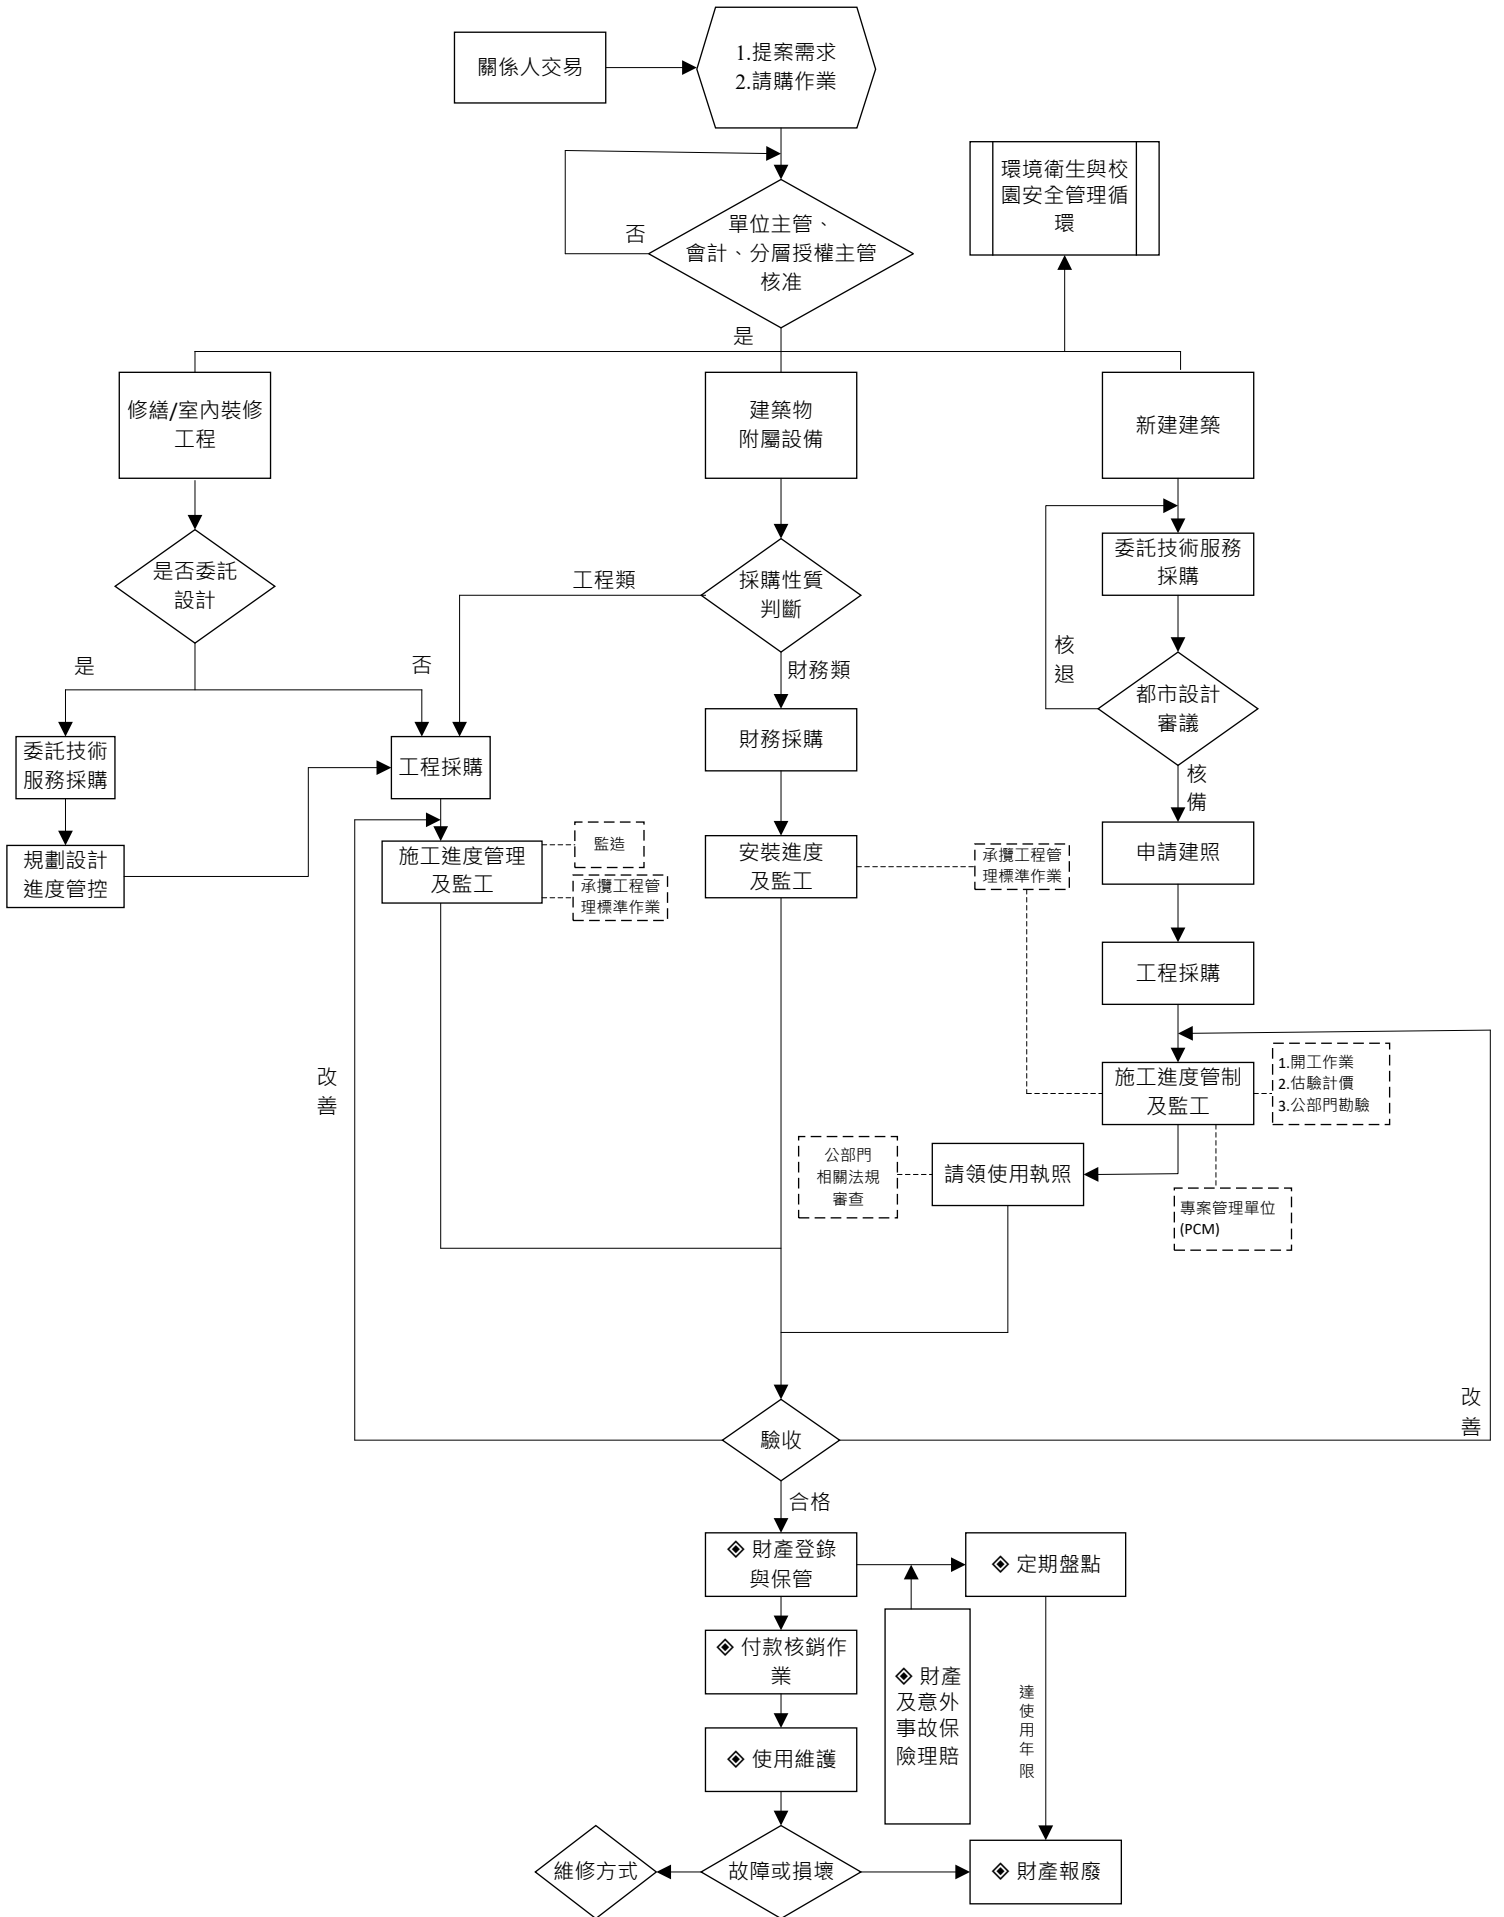 關係人交易
1.提案需求
2.請購作業
環境衛生與校
園安全管理循
環
單位主管、
會計、分層授權主管
核准
否
是
修繕/室內裝修
工程
建築物
附屬設備
新建建築
是否委託
設計
工程類
採購性質
判斷
委託技術服務
採購
是
否
財務類
核
退
都市設計
審議
委託技術
服務採購
工程採購
財務採購
核
備
規劃設計
進度管控
施工進度管理
及監工
監造
承攬工程管
理標準作業
安裝進度
及監工
承攬工程管
理標準作業
申請建照
工程採購
改
善
施工進度管制
及監工
1.開工作業
2.估驗計價
3.公部門勘驗
公部門
相關法規
審查
請領使用執照
專案管理單位
(PCM)
驗收
改
善
合格
◈ 財產登錄
與保管
◈ 定期盤點
◈ 付款核銷作
業
◈ 財產
及意外
事故保
險理賠
達
使
用
年
限
◈ 使用維護
維修方式
故障或損壞
◈ 財產報廢